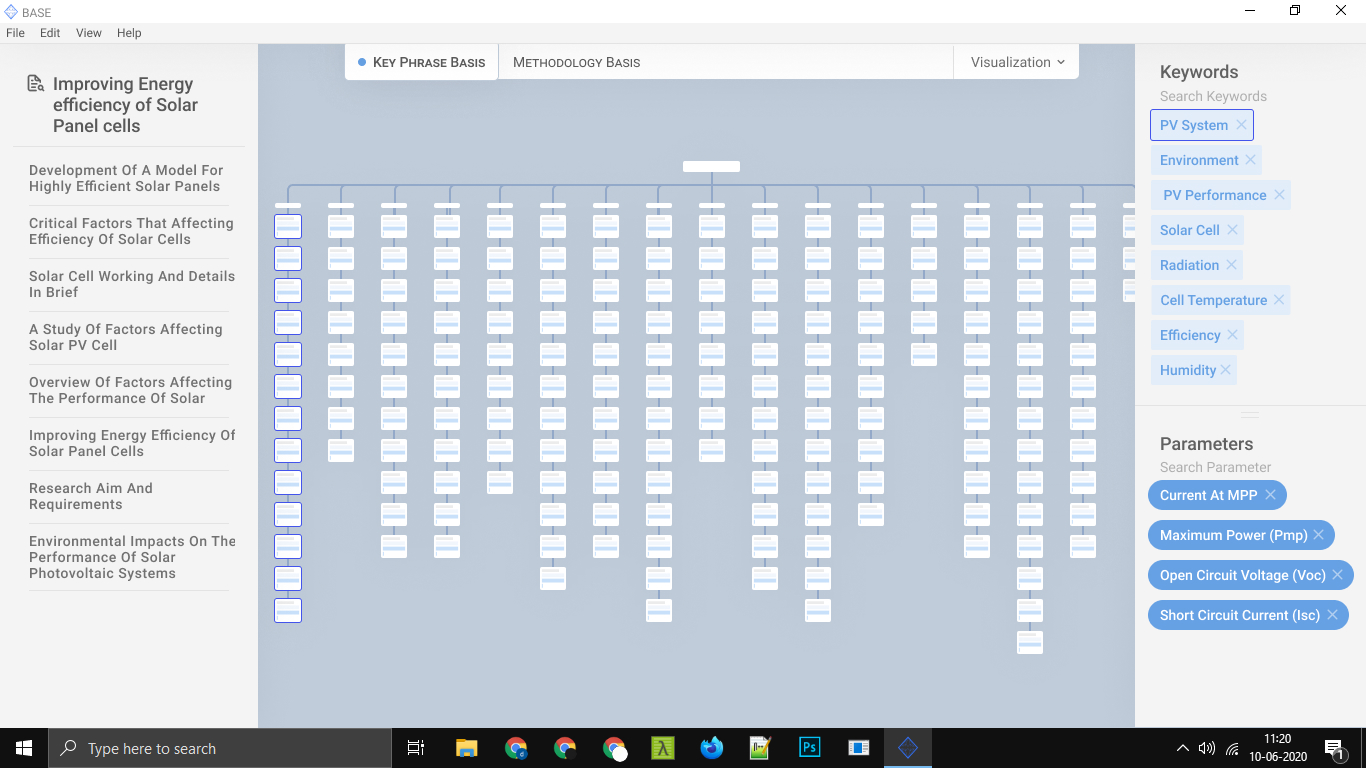 BASE
File Edit View Help
Improving Energy
efficiency of Solar
Panel cells
Development Of A Model For
Highly Efficient Solar Panels
Critical Factors That Affecting
Efficiency Of Solar Cells
Solar Cell Working And Details
In Brief
A Study Of Factors Affecting
Solar PV Cell
Overview Of Factors Affecting
The Performance Of Solar
Improving Energy Efficiency Of
Solar Panel Cells
Research Aim And
Requirements
Environmental Impacts On The
Performance Of Solar
Photovoltaic Systems
Key Phrase Basis
Methodology Basis
Visualization
Keywords
Search Keywords
PV System
Environment
PV Performance
Solar Cell
Radiation
Cell Temperature
Efficiency
Humidity
Parameters
Search Parameter
Current At MPP
Maximum Power (Pmp)
Open Circuit Voltage (Voc)
Short Circuit Current (Isc)
Type here to search
λ
Ps
11:20
10-06-2020
1